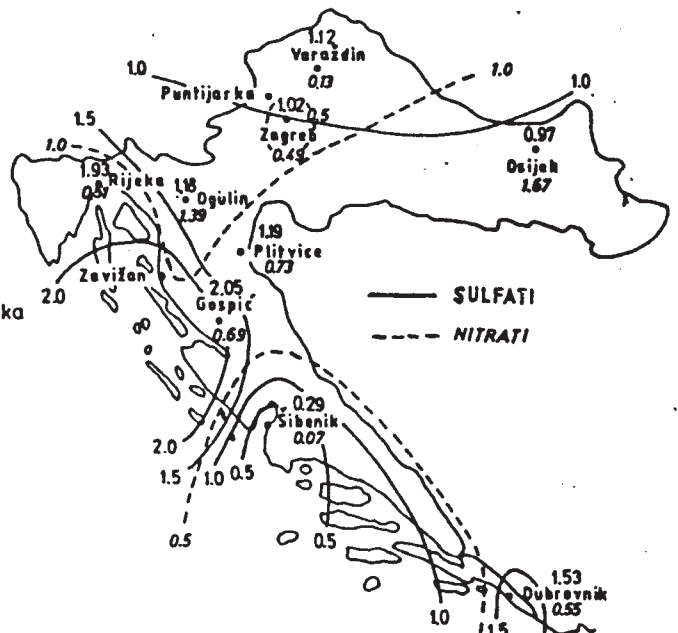 1.12
Varaždin
0.13
1.0
1.0
1.0
Puntijarka
1.02
0.5
Zagreb
0.49
1.5
1.0
0.97
Osijek
1.67
1.93
Rijeka
0.51
1.18
Ogulin
1.39
1.19
Plitvice
0.73
Zavižan
2.0
2.05
Gospić
0.69
ka
SULFATI
NITRATI
0.29
Šibenik
0.07
2.0
1.5
1.0
0.5
0.5
0.5
1.0
1.53
Dubrovnik
0.55
1.5